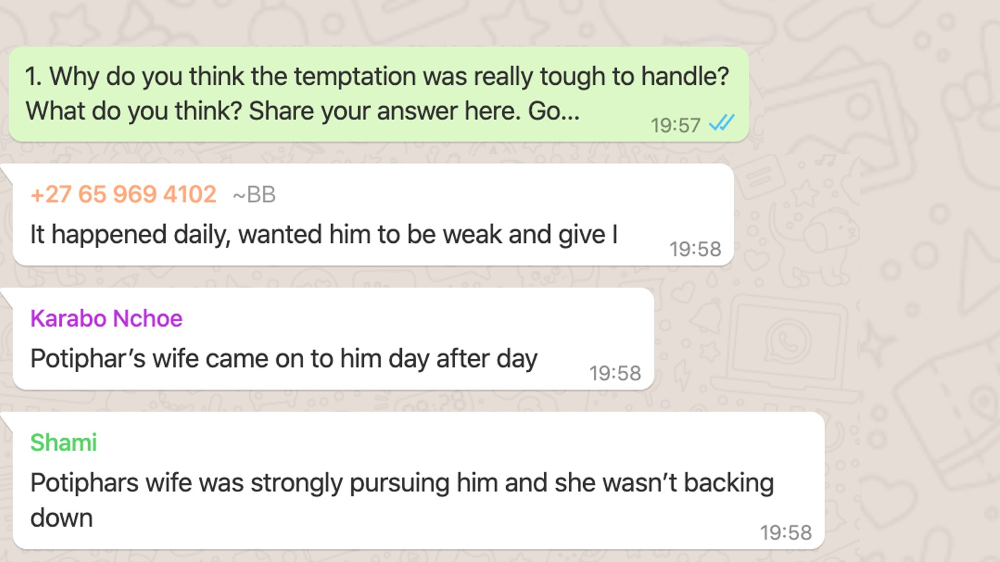 1. Why do you think the temptation was really tough to handle?
What do you think? Share your answer here. Go...
19:57
+27 65 969 4102 ~BB
It happened daily, wanted him to be weak and give I
19:58
Karabo Nchoe
Potiphar’s wife came on to him day after day
19:58
Shami
Potiphars wife was strongly pursuing him and she wasn’t backing
down
19:58